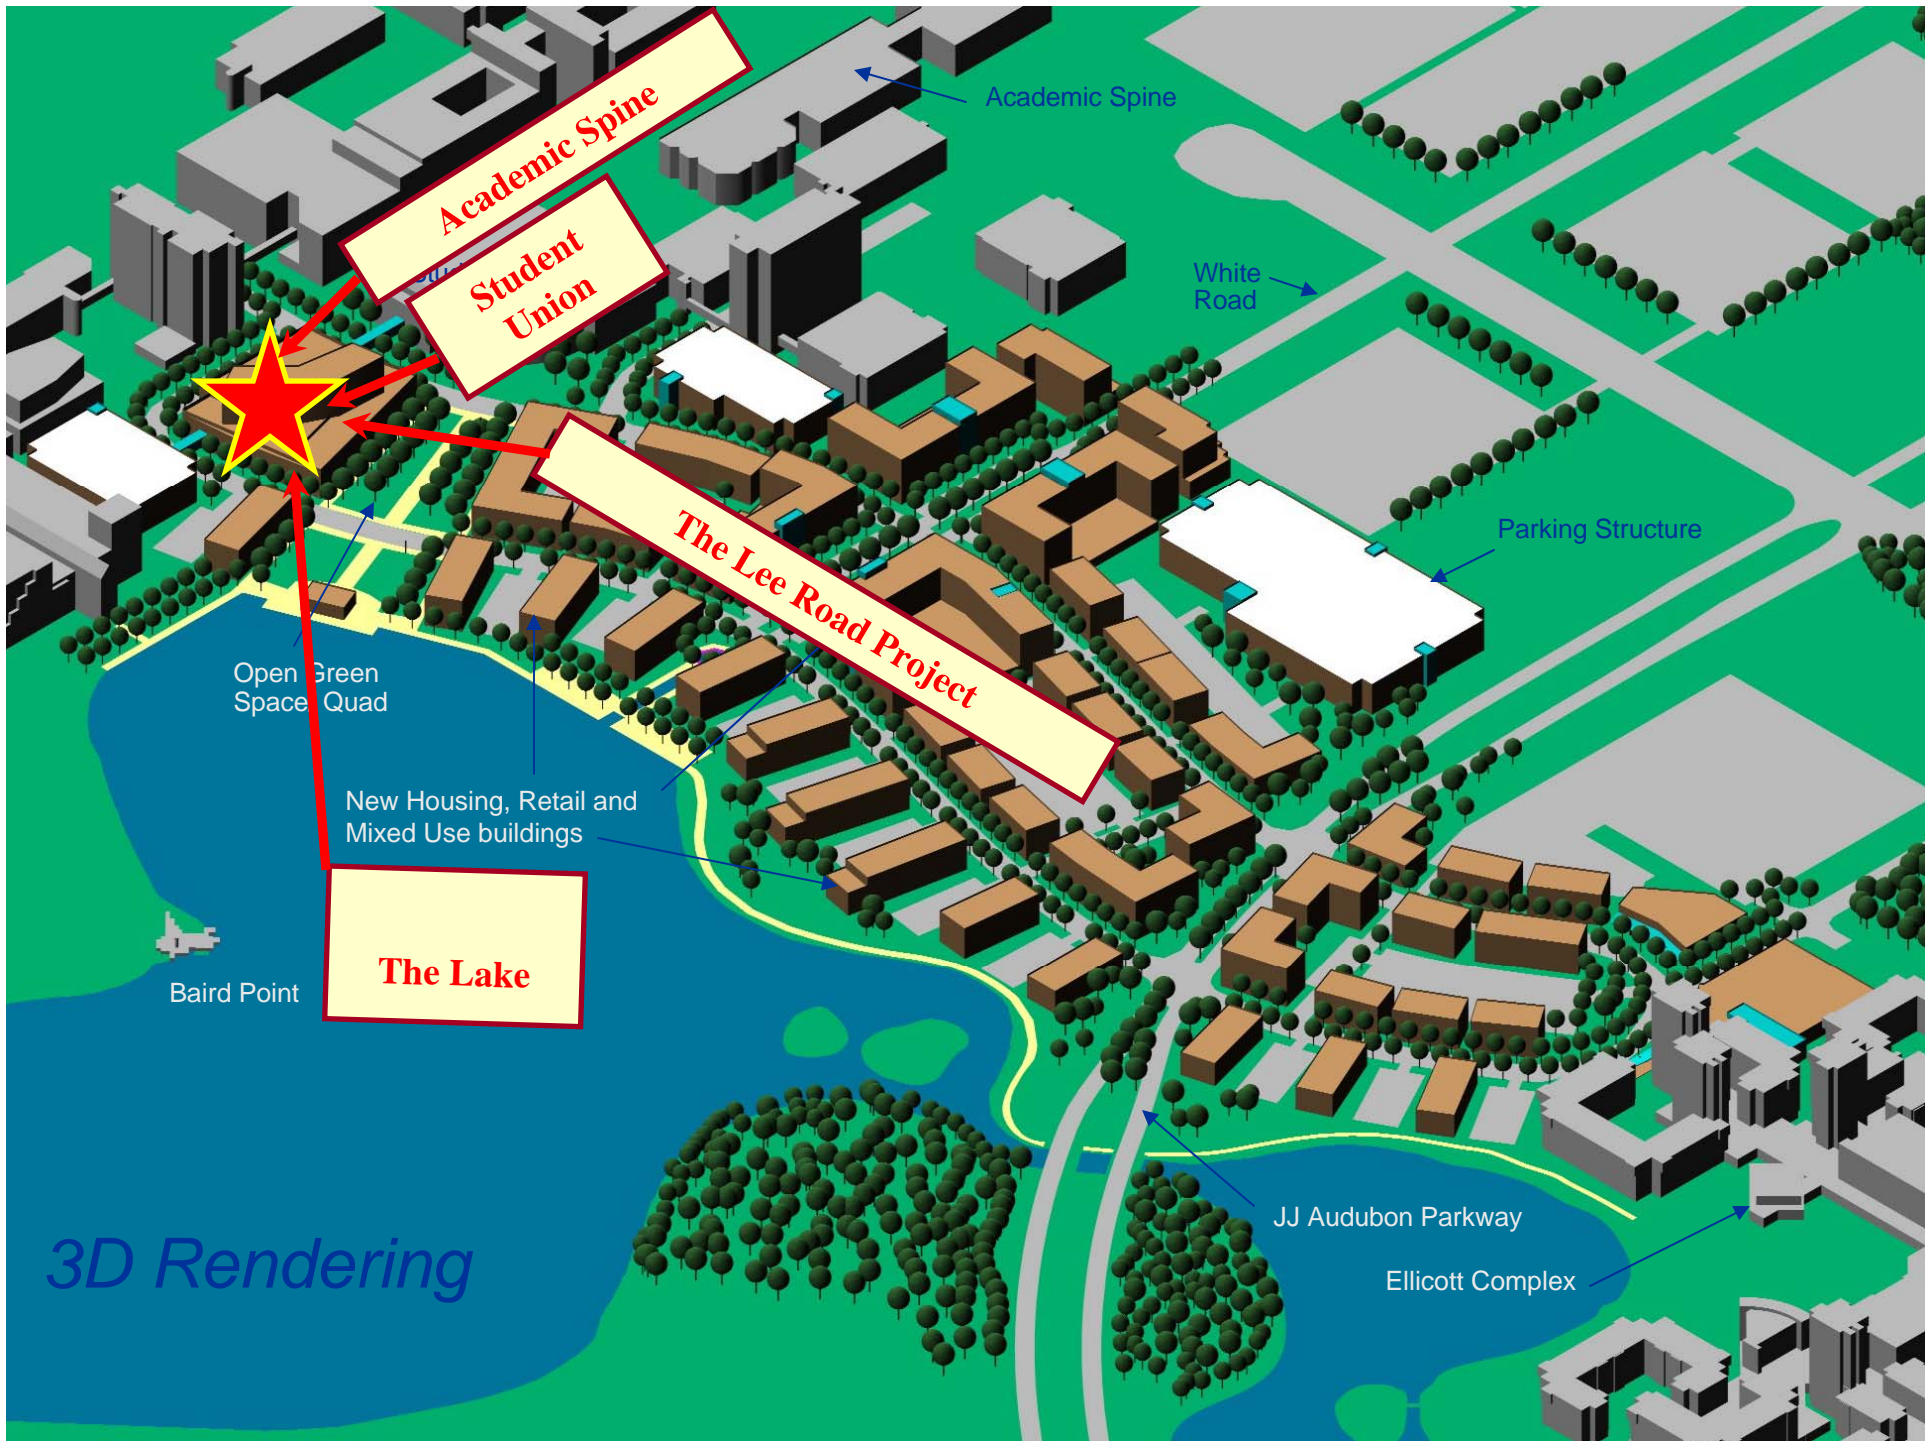 Academic Spine
Academic Spine
Student
Union
White
Road
The Lee Road Project
Parking Structure
Open Green
Space, Quad
New Housing, Retail and
Mixed Use buildings
The Lake
Baird Point
JJ Audubon Parkway
3D Rendering
Ellicott Complex